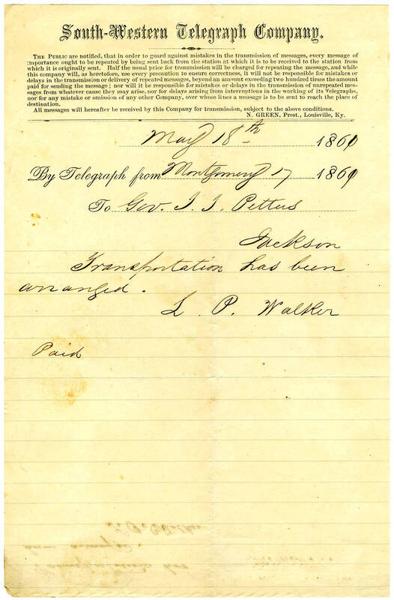 South-Western Telegraph Company.
THE PUBLIC are notified, that in order to guard against mistakes in the transmission of messages, every message of
importance ought to be repeated by being sent back from the station at which it is to be received to the station from
which it is originally sent. Half the usual price for transmission will be charged for repeating the message, and while
this company will, as heretofore, use every precaution to ensure correctness, it will not be responsible for mistakes or
delays in the transmission or delivery of repeated messages, beyond an amount exceeding two hundred times the amount
paid for sending the message; nor will it be responsible for mistakes or delays in the transmission of unrepeated mes-
sages from whatever cause they may arise, nor for delays arising from interruptions in the working of its Telegraphs,
nor for any mistake or omission of any other Company, over whose lines a message is to be sent to reach the place of
destination.
All messages will hereafter be received by this Company for transmission, subject to the above conditions.
N. GREEN, Prest., Louisville, Ky.
May 18th 1861
By Telegraph from Montgomery 17 1861
To Gov. J. J. Pettus
Jackson
Transportation has been
arranged.
L. P. Walker
Paid